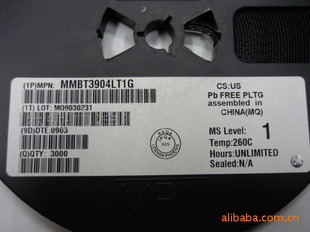 (1P)MPN: MMBT3904LT1G
(1T) LOT: MQ9030231
(9D)DTE:0903
(Q)QTY: 3000
CS:US
Pb FREE PLTG
assembled in
CHINA(MQ)
MS Level: 1
Temp:260C
Hours:UNLIMITED
Sealed:N/A
alibaba.com.cn